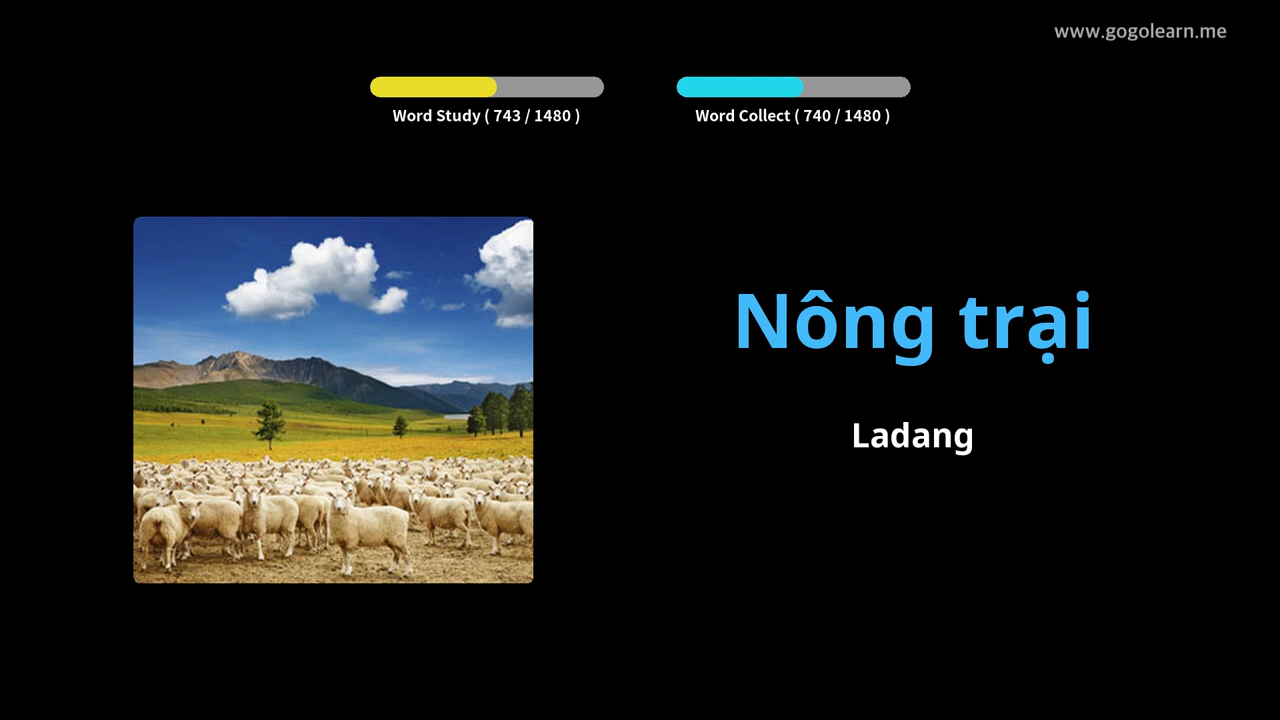 www.gogolearn.me
Word Study ( 743 / 1480 )
Word Collect ( 740 / 1480 )
Nông trại
Ladang